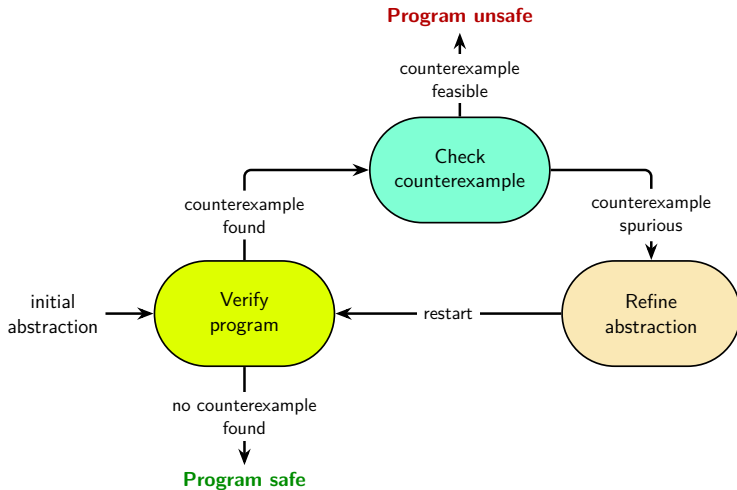 Program unsafe
counterexample
feasible
Check
counterexample
counterexample
found
counterexample
spurious
initial
abstraction
Verify
program
restart
Refine
abstraction
no counterexample
found
Program safe